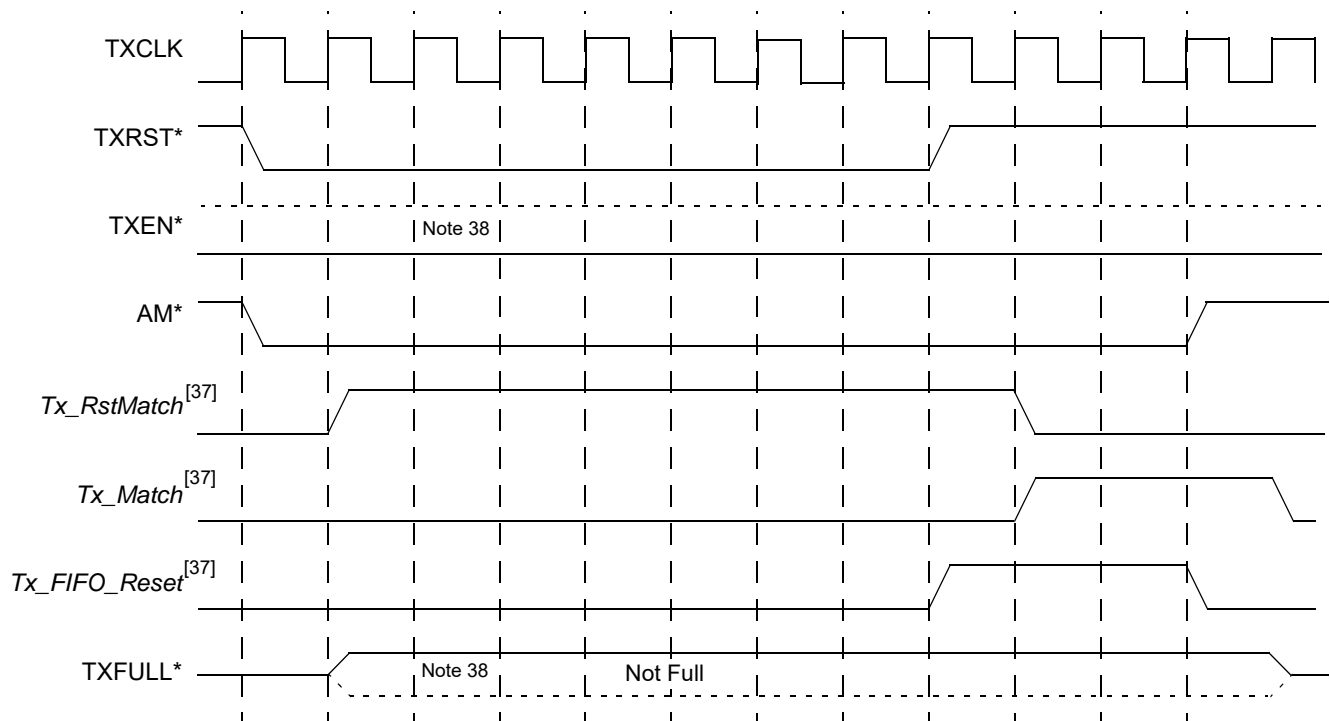 TXCLK
TXRST*
TXEN*
Note 38
AM*
Tx_RstMatch[37]
Tx_Match[37]
Tx_FIFO_Reset[37]
TXFULL*
Note 38
Not Full